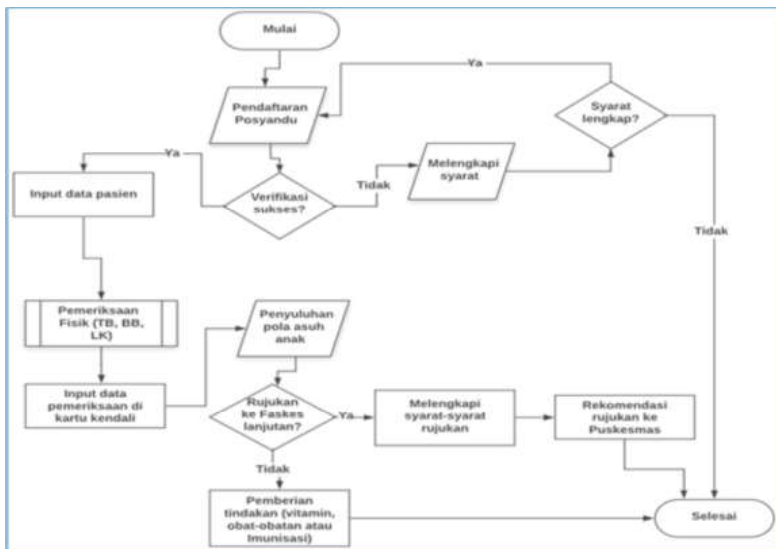 Mulai
Ya
Pendaftaran
Posyandu
Syarat
lengkap?
Ya
Melengkapi
syarat
Tidak
Input data pasien
Verifikasi
sukses?
Tidak
Pemeriksaan
Fisik (TB, BB,
LK)
Penyuluhan
pola asuh
anak
Input data
pemeriksaan di
kartu kendali
Rujukan
ke Faskes
lanjutan?
Ya
Melengkapi
syarat-syarat
rujukan
Rekomendasi
rujukan ke
Puskesmas
Tidak
Pemberian
tindakan (vitamin,
obat-obatan atau
Imunisasi)
Selesai